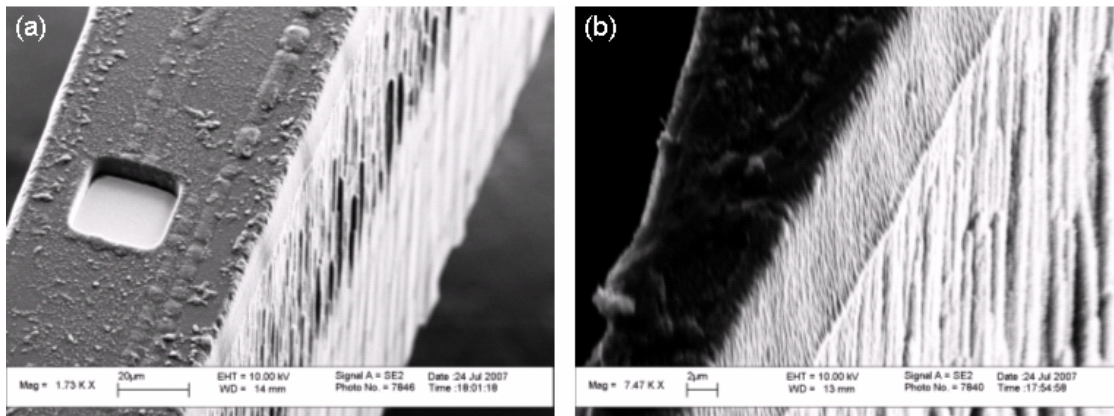 (a)
Mag = 1.73 K X
20µm
EHT = 10.00 kV
WD = 14 mm
Signal A = SE2
Photo No. = 7846
Date :24 Jul 2007
Time :18:01:18
(b)
Mag = 7.47 K X
2µm
EHT = 10.00 kV
WD = 13 mm
Signal A = SE2
Photo No. = 7840
Date :24 Jul 2007
Time :17:54:58